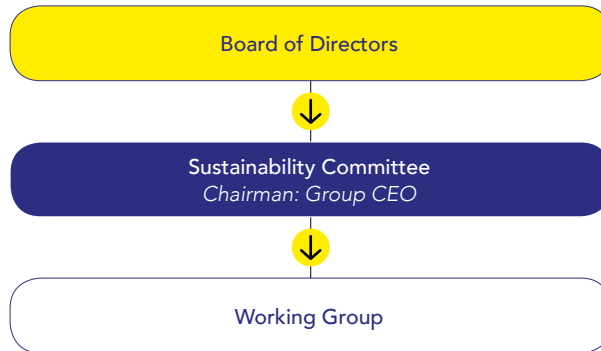 Board of Directors
Sustainability Committee
Chairman: Group CEO
Working Group